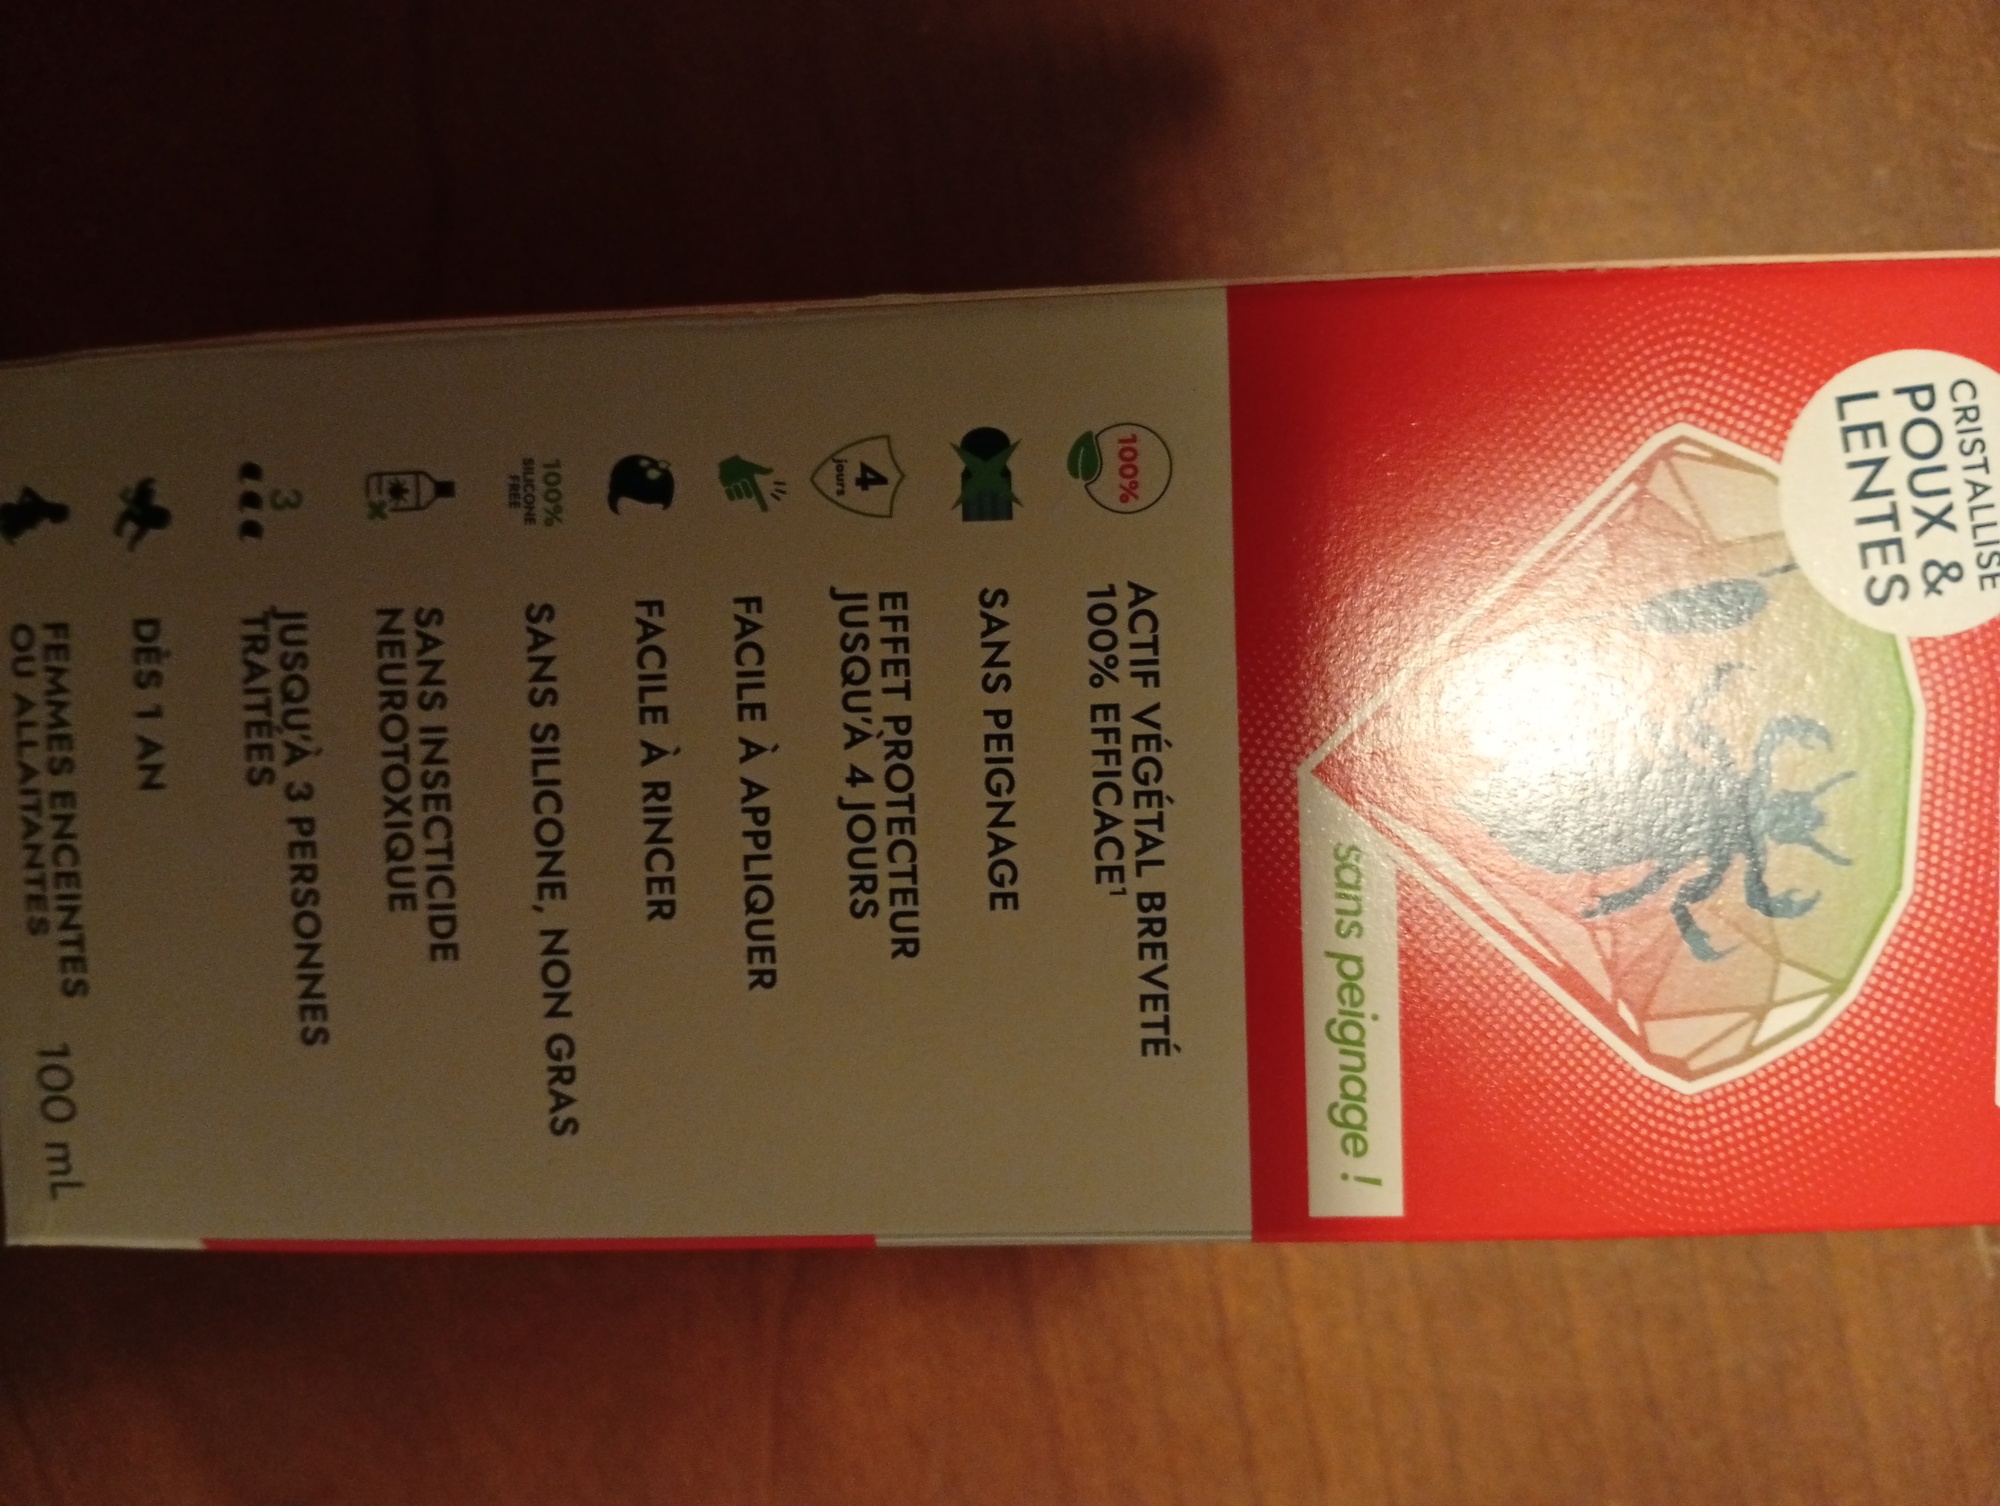 CRISTALLISE
POUX &
LENTES
sans peignage !
100%
ACTIF VÉGÉTAL BREVETÉ
100% EFFICACE¹
SANS PEIGNAGE
4
jours
EFFET PROTECTEUR
JUSQU'À 4 JOURS
FACILE À APPLIQUER
FACILE À RINCER
100%
SILICONE
FREE
SANS SILICONE, NON GRAS
SANS INSECTICIDE
NEUROTOXIQUE
3
JUSQU'À 3 PERSONNES
TRAITÉES
DÈS 1 AN
FEMMES ENCEINTES
OU ALLAITANTES
100 mL